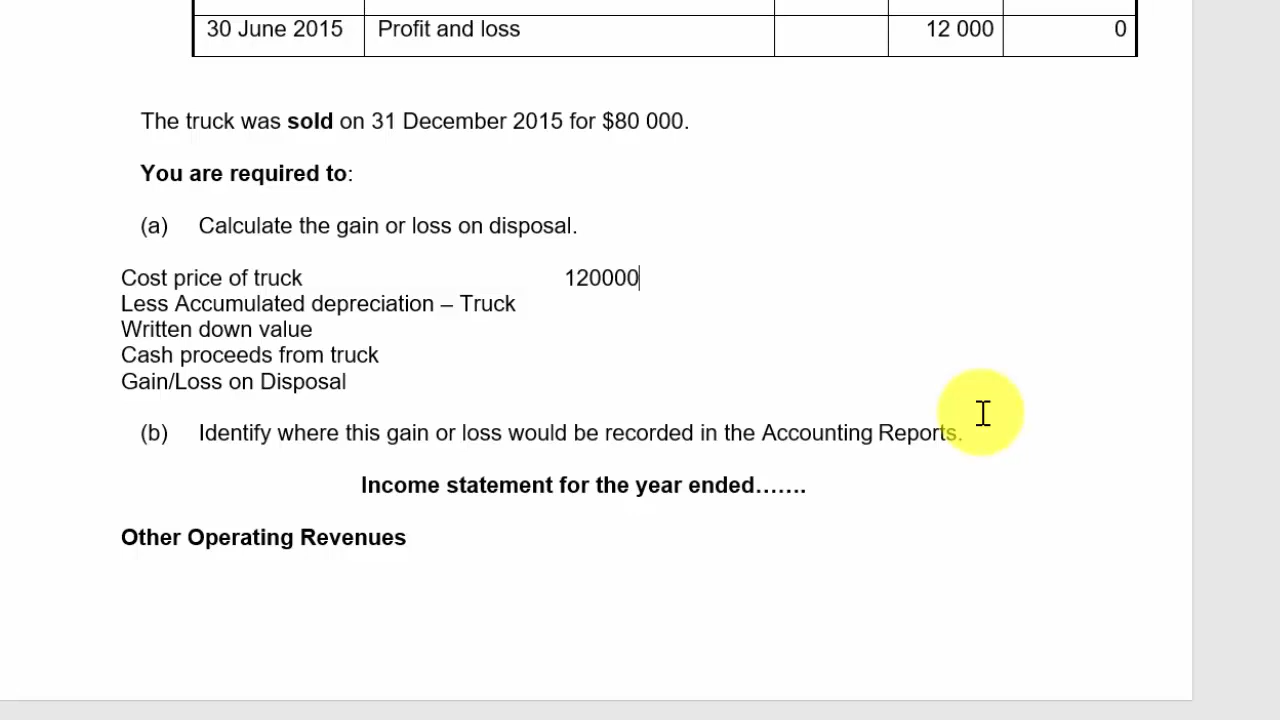 30 June 2015 Profit and loss 12 000 0
The truck was sold on 31 December 2015 for $80 000.
You are required to:
(a) Calculate the gain or loss on disposal.
Cost price of truck 120000
Less Accumulated depreciation – Truck
Written down value
Cash proceeds from truck
Gain/Loss on Disposal
(b) Identify where this gain or loss would be recorded in the Accounting Reports.
Income statement for the year ended…….
Other Operating Revenues